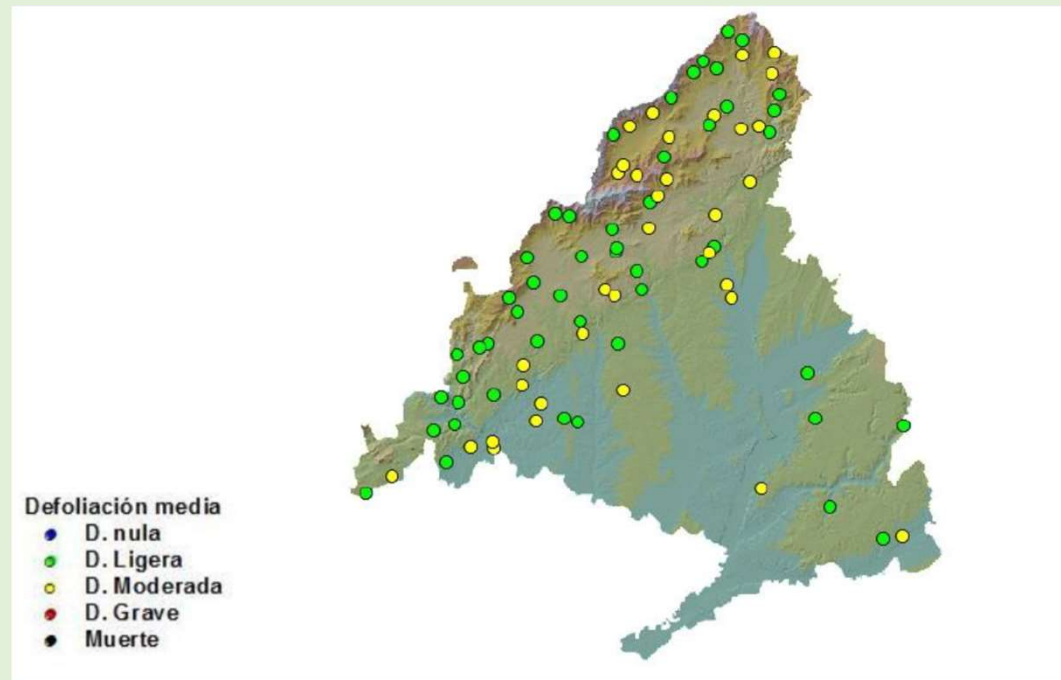 Defoliación media
D. nula
D. Ligera
D. Moderada
D. Grave
Muerte